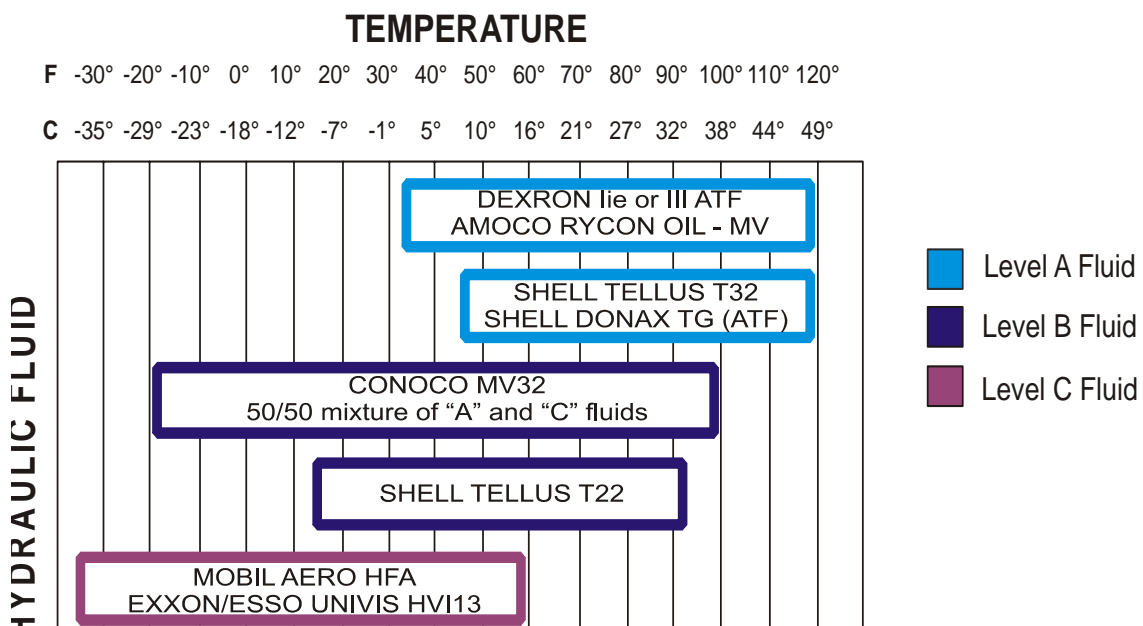 TEMPERATURE
F -30° -20° -10° 0° 10° 20° 30° 40° 50° 60° 70° 80° 90° 100° 110° 120°
C -35° -29° -23° -18° -12° -7° -1° 5° 10° 16° 21° 27° 32° 38° 44° 49°
HYDRAULIC FLUID
DEXRON Iie or III ATF
AMOCO RYCON OIL - MV
SHELL TELLUS T32
SHELL DONAX TG (ATF)
CONOCO MV32
50/50 mixture of “A” and “C” fluids
SHELL TELLUS T22
MOBIL AERO HFA
EXXON/ESSO UNIVIS HVI13
Level A Fluid
Level B Fluid
Level C Fluid